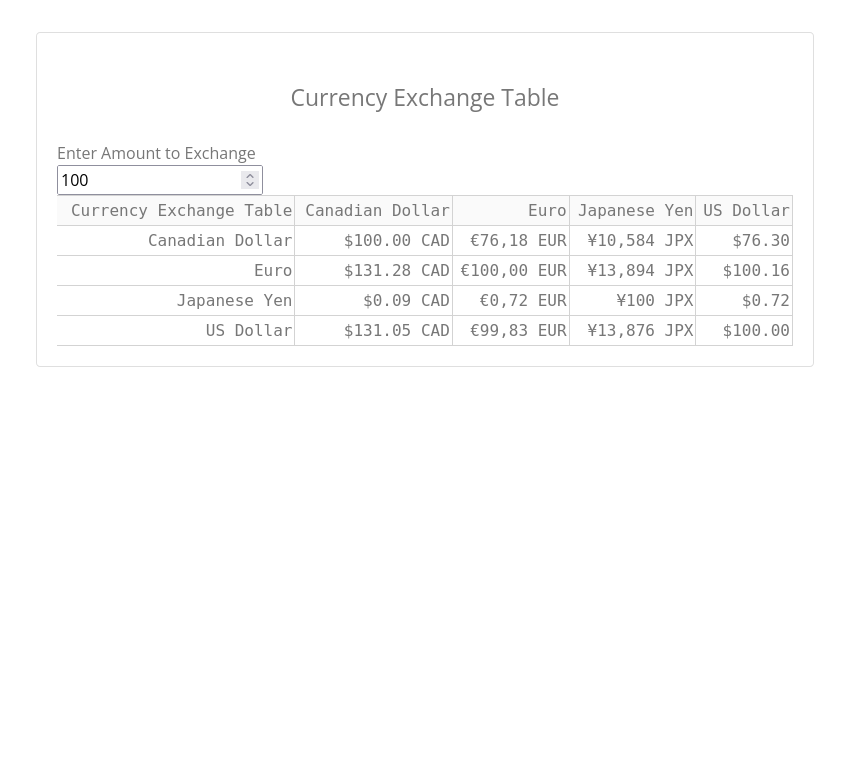 Currency Exchange Table
Enter Amount to Exchange
100
Currency Exchange Table Canadian Dollar Euro Japanese Yen US Dollar
Canadian Dollar $100.00 CAD €76,18 EUR ¥10,584 JPX $76.30
Euro $131.28 CAD €100,00 EUR ¥13,894 JPX $100.16
Japanese Yen $0.09 CAD €0,72 EUR ¥100 JPX $0.72
US Dollar $131.05 CAD €99,83 EUR ¥13,876 JPX $100.00